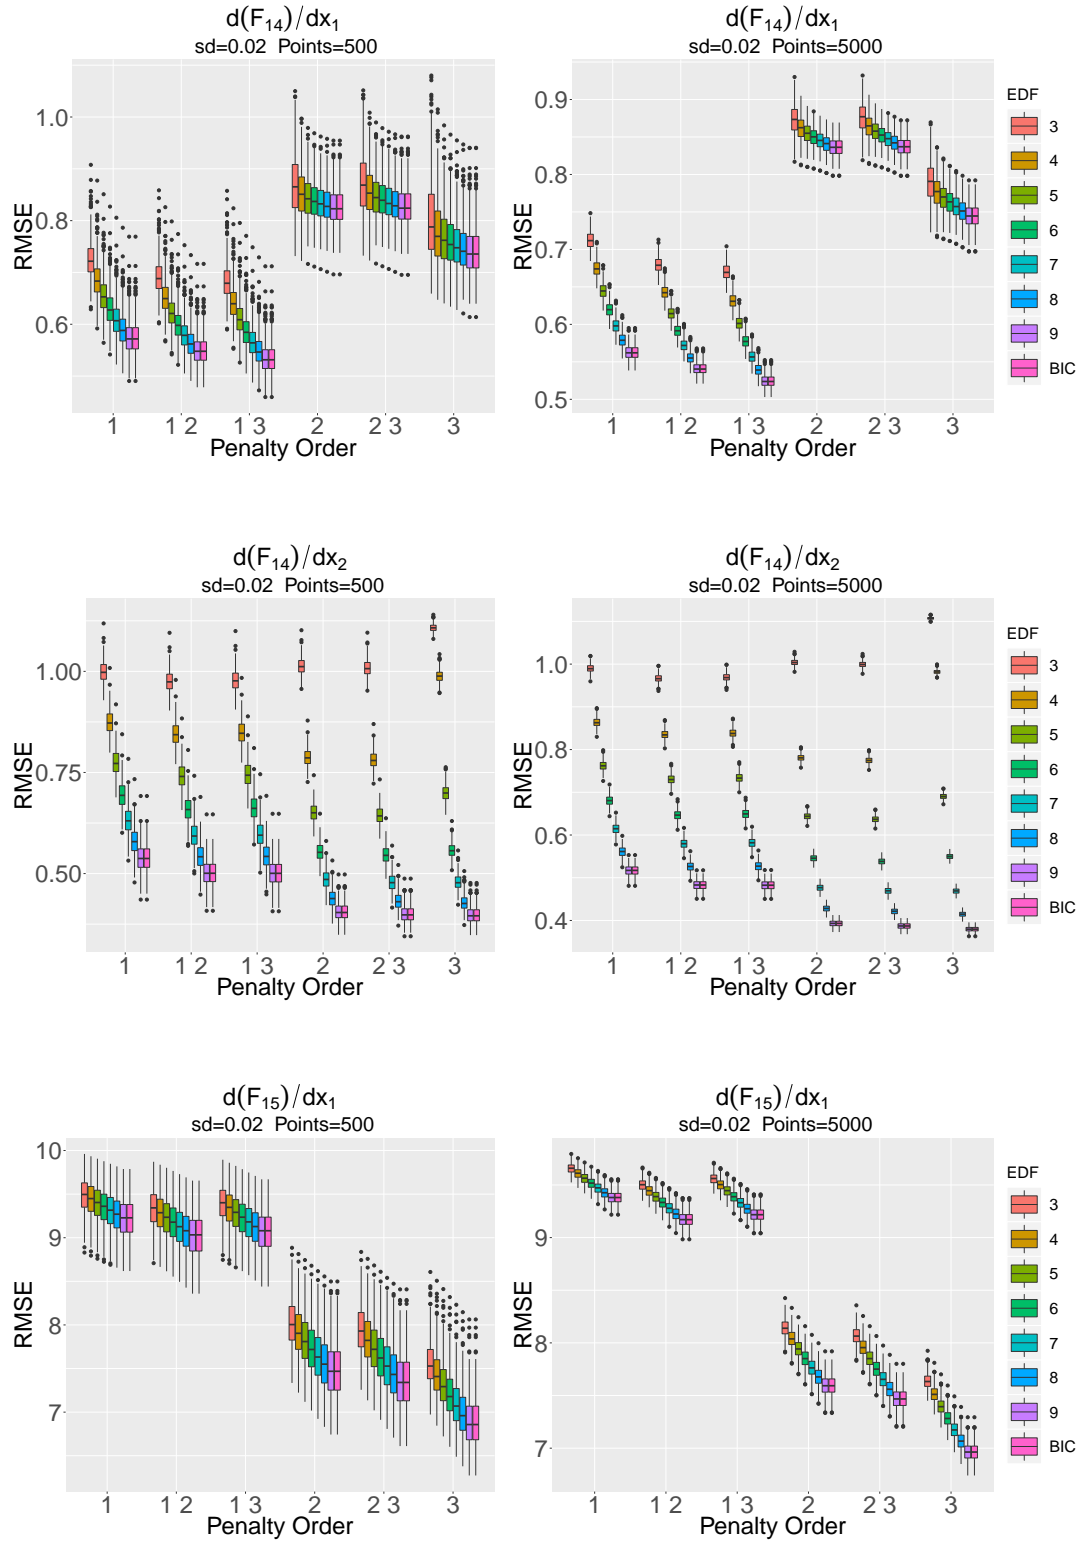 d(F14)/dx1
sd=0.02 Points=500
RMSE
1.0
0.8
0.6
1
1 2
1 3
2
2 3
3
Penalty Order
d(F14)/dx1
sd=0.02 Points=5000
RMSE
0.9
0.8
0.7
0.6
0.5
1
1 2
1 3
2
2 3
3
Penalty Order
EDF
3
4
5
6
7
8
9
BIC
d(F14)/dx2
sd=0.02 Points=500
RMSE
1.00
0.75
0.50
1
1 2
1 3
2
2 3
3
Penalty Order
d(F14)/dx2
sd=0.02 Points=5000
RMSE
1.0
0.8
0.6
0.4
1
1 2
1 3
2
2 3
3
Penalty Order
EDF
3
4
5
6
7
8
9
BIC
d(F15)/dx1
sd=0.02 Points=500
RMSE
10
9
8
7
1
1 2
1 3
2
2 3
3
Penalty Order
d(F15)/dx1
sd=0.02 Points=5000
RMSE
9
8
7
1
1 2
1 3
2
2 3
3
Penalty Order
EDF
3
4
5
6
7
8
9
BIC